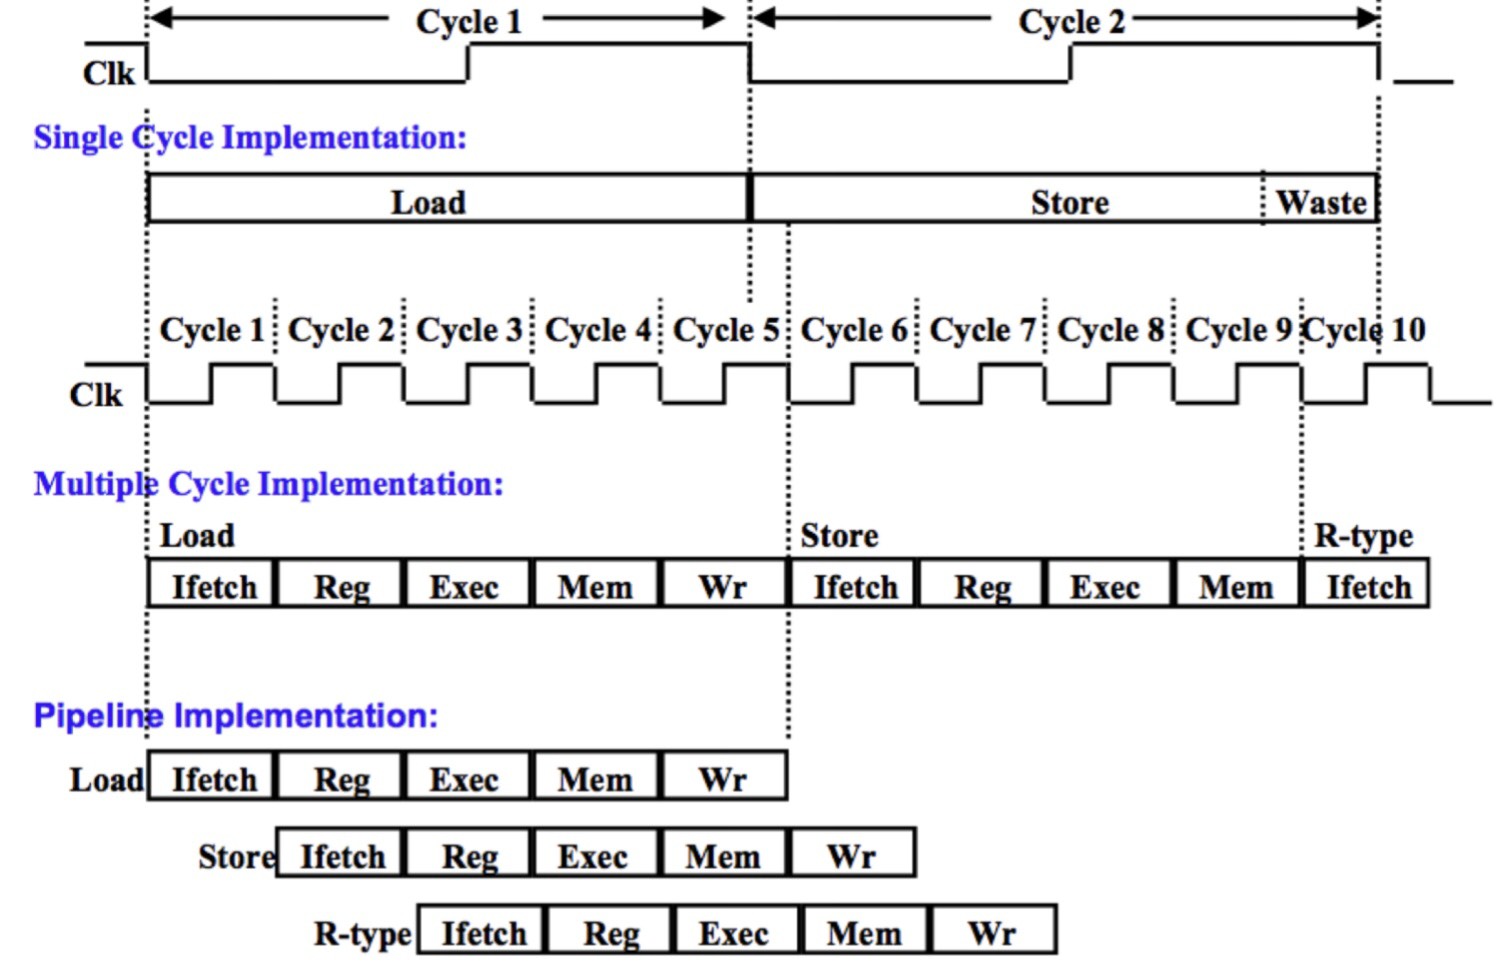 Cycle 1 Cycle 2
Clk
Single Cycle Implementation:
Load Store Waste
Cycle 1 Cycle 2 Cycle 3 Cycle 4 Cycle 5 Cycle 6 Cycle 7 Cycle 8 Cycle 9 Cycle 10
Clk
Multiple Cycle Implementation:
Load Store R-type
Ifetch Reg Exec Mem Wr Ifetch Reg Exec Mem Ifetch
Pipeline Implementation:
Load Ifetch Reg Exec Mem Wr
Store Ifetch Reg Exec Mem Wr
R-type Ifetch Reg Exec Mem Wr